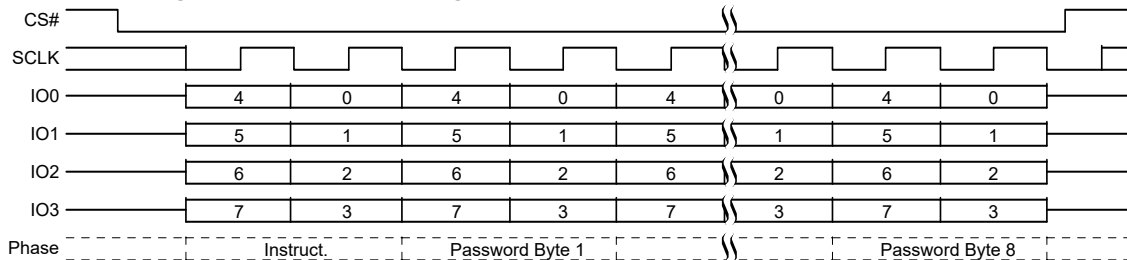 CS#
SCLK
IO0 4 0 4 0 4 0 4 0
IO1 5 1 5 1 5 1 5 1
IO2 6 2 6 2 6 2 6 2
IO3 7 3 7 3 7 3 7 3
Phase Instruct. Password Byte 1 Password Byte 8